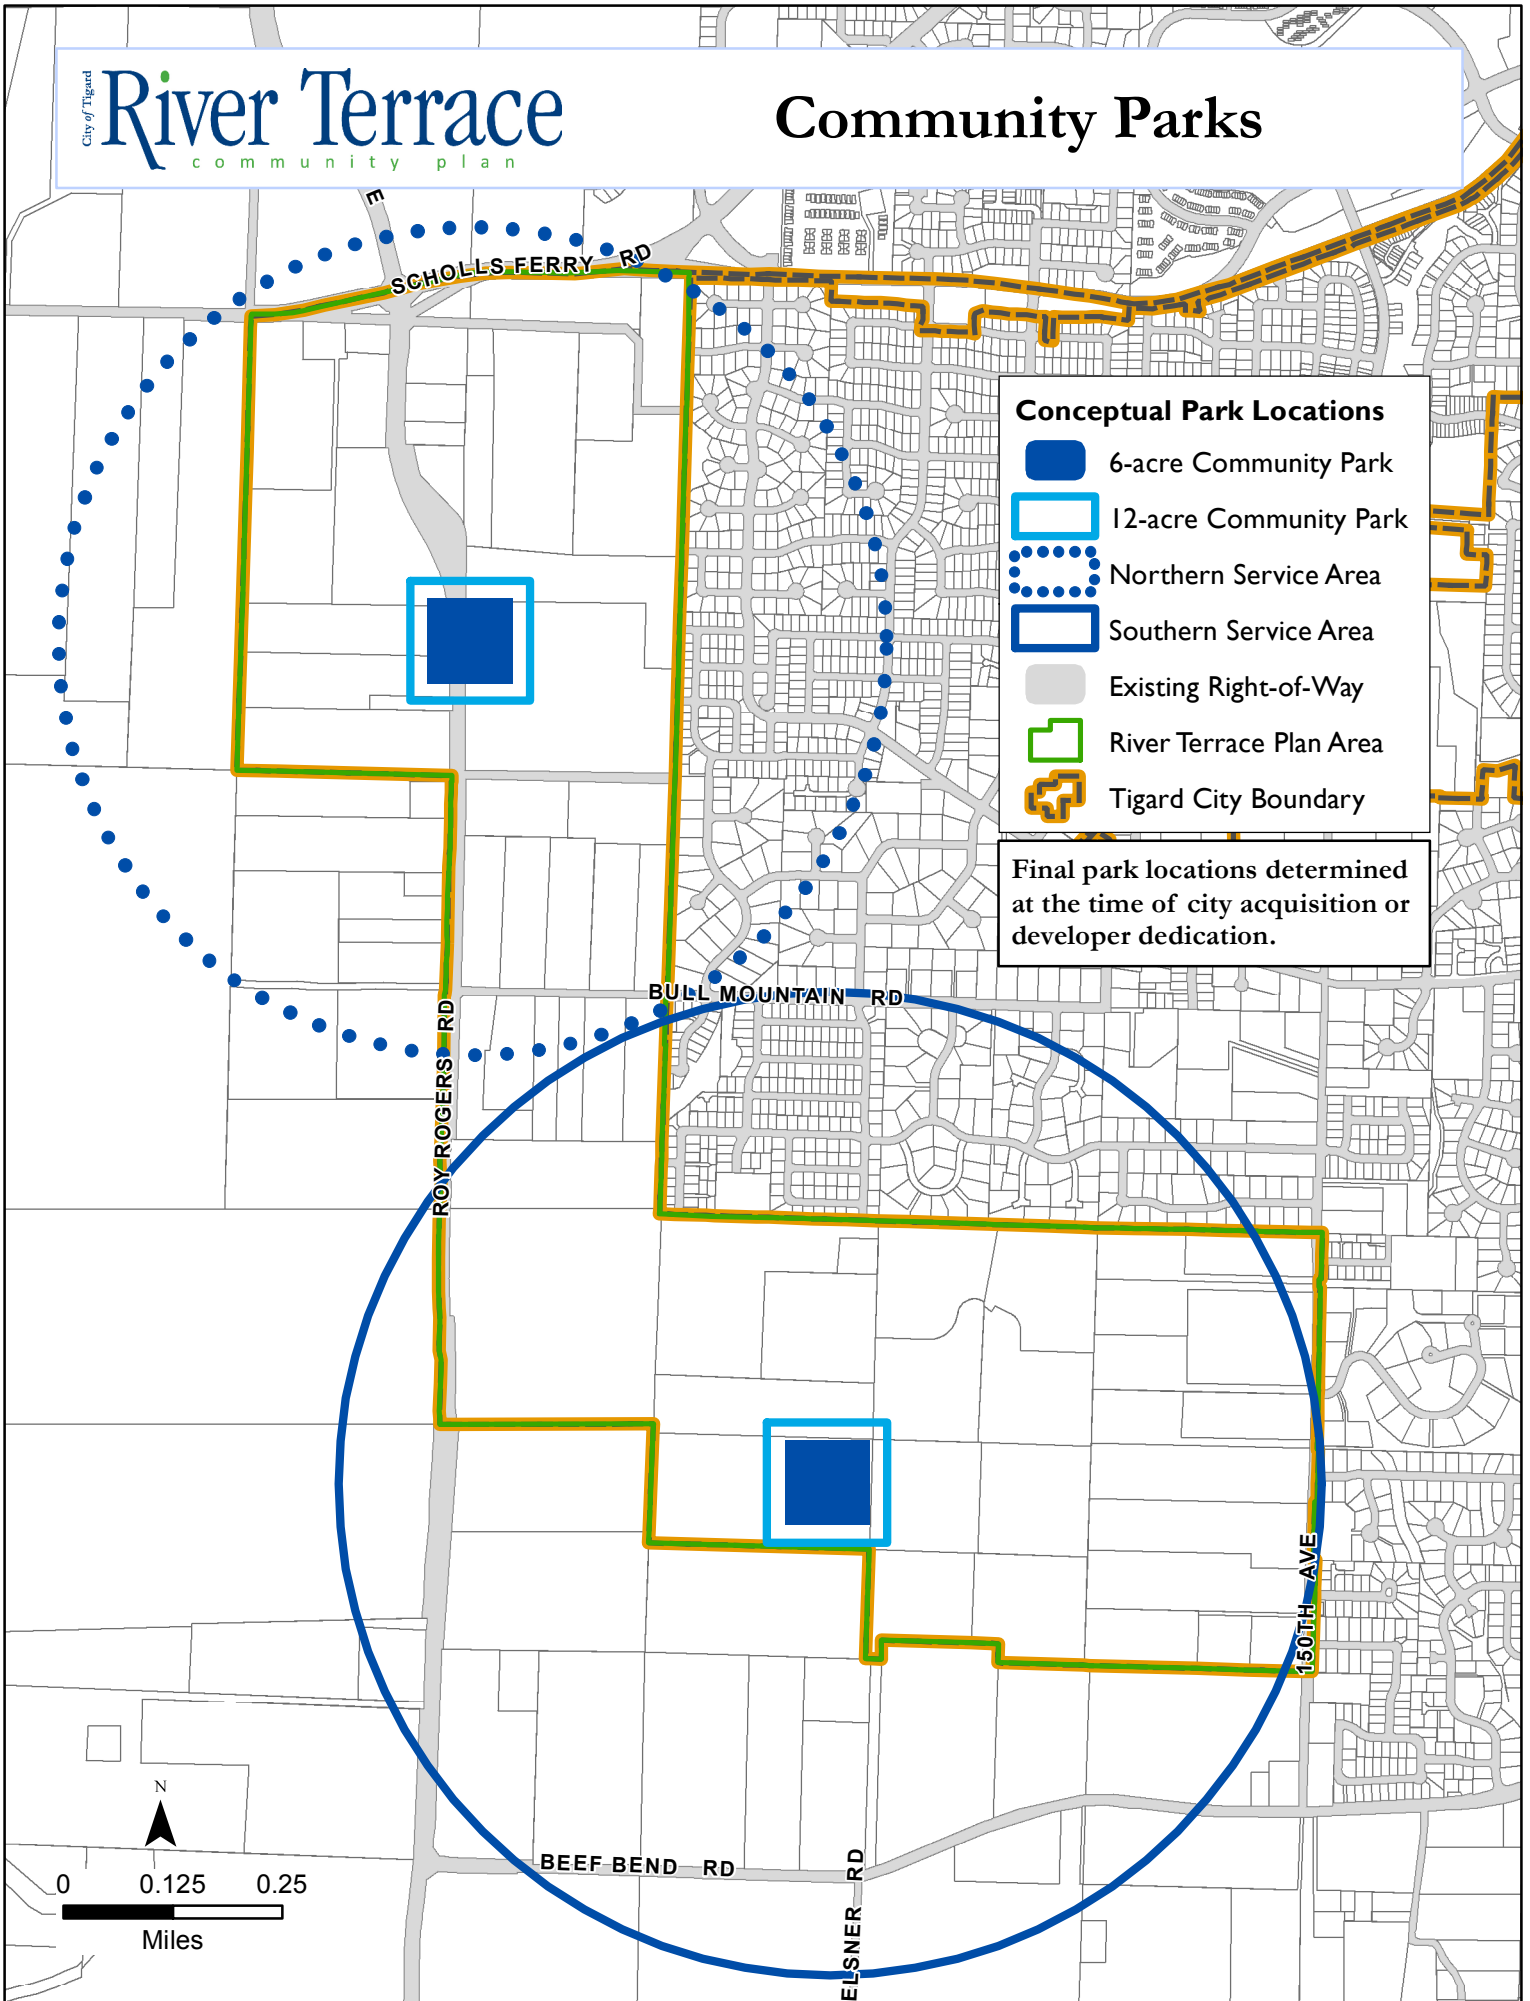 City of Tigard
River Terrace
community plan
Community Parks
E
SCHOLLS FERRY RD
Conceptual Park Locations
6-acre Community Park
12-acre Community Park
Northern Service Area
Southern Service Area
Existing Right-of-Way
River Terrace Plan Area
Tigard City Boundary
Final park locations determined
at the time of city acquisition or
developer dedication.
BULL MOUNTAIN RD
ROY ROGERS RD
150TH AVE
BEEF BEND RD
ELSNER RD
N
0 0.125 0.25
Miles